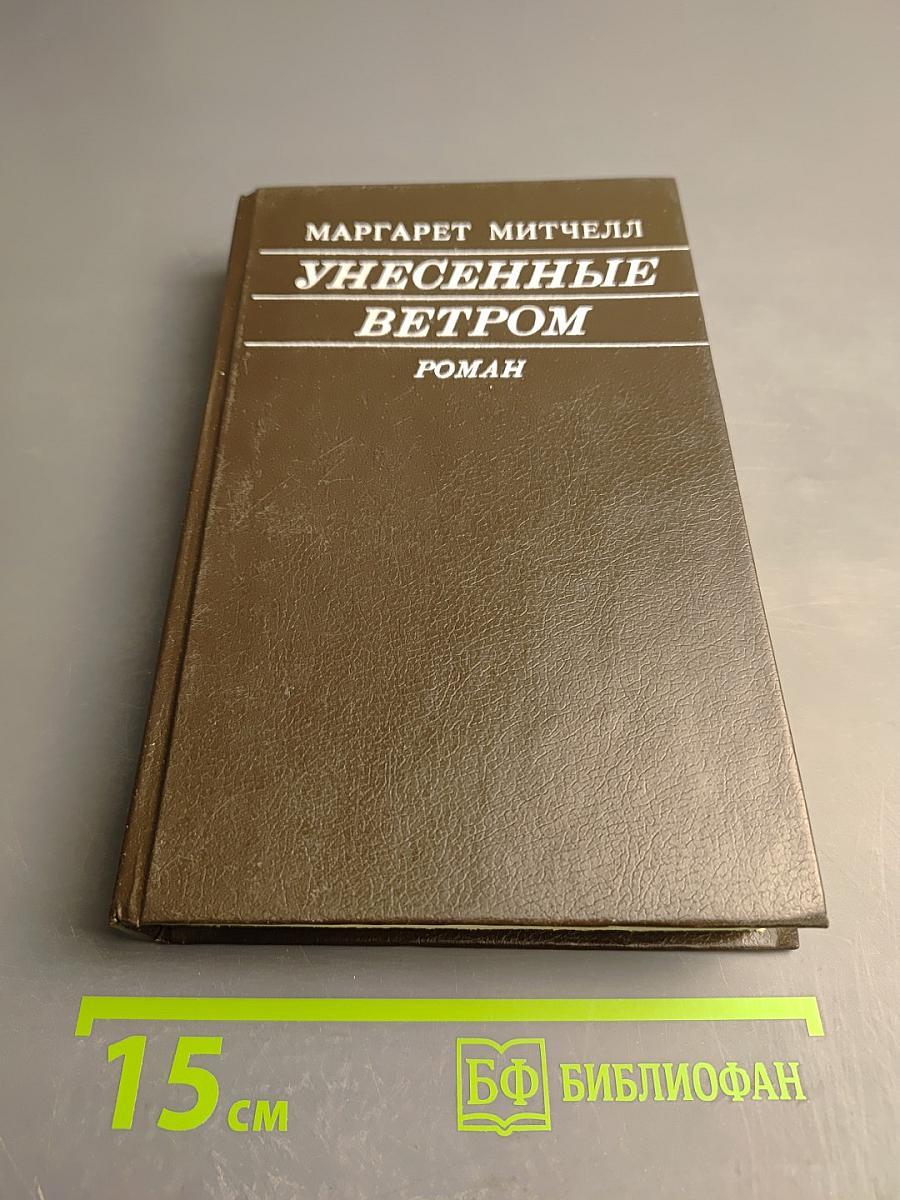 МАРГАРЕТ МИТЧЕЛЛ
УНЕСЕННЫЕ
ВЕТРОМ
РОМАН
15 см
БФ БИБЛИОФАН